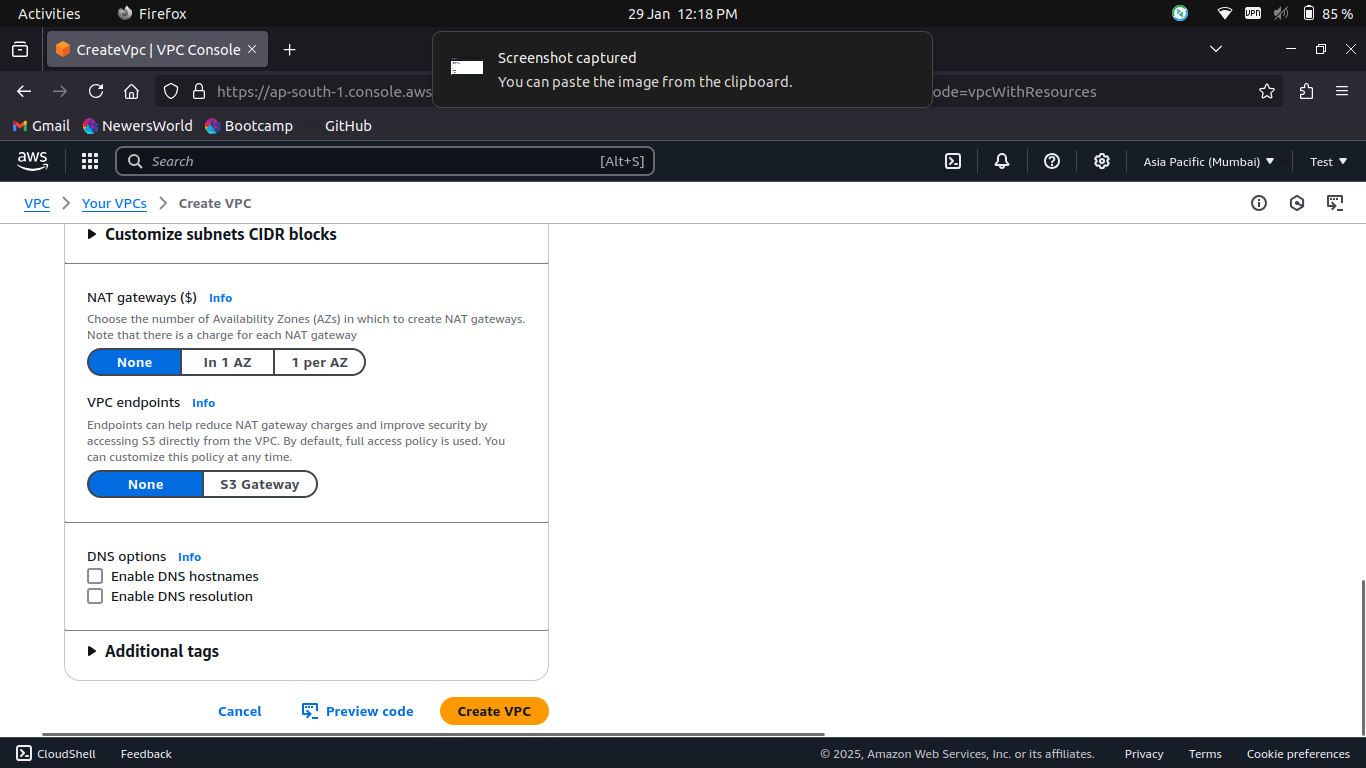 Activities Firefox 29 Jan 12:18 PM VPN 85 %
CreateVpc | VPC Console
Screenshot captured
You can paste the image from the clipboard.
https://ap-south-1.console.aws ode=vpcWithResources
Gmail NewersWorld Bootcamp GitHub
aws Search [Alt+S] Asia Pacific (Mumbai) Test
VPC Your VPCs Create VPC
Customize subnets CIDR blocks
NAT gateways ($) Info
Choose the number of Availability Zones (AZs) in which to create NAT gateways.
Note that there is a charge for each NAT gateway
None In 1 AZ 1 per AZ
VPC endpoints Info
Endpoints can help reduce NAT gateway charges and improve security by
accessing S3 directly from the VPC. By default, full access policy is used. You
can customize this policy at any time.
None S3 Gateway
DNS options Info
Enable DNS hostnames
Enable DNS resolution
Additional tags
Cancel Preview code Create VPC
CloudShell Feedback © 2025, Amazon Web Services, Inc. or its affiliates. Privacy Terms Cookie preferences